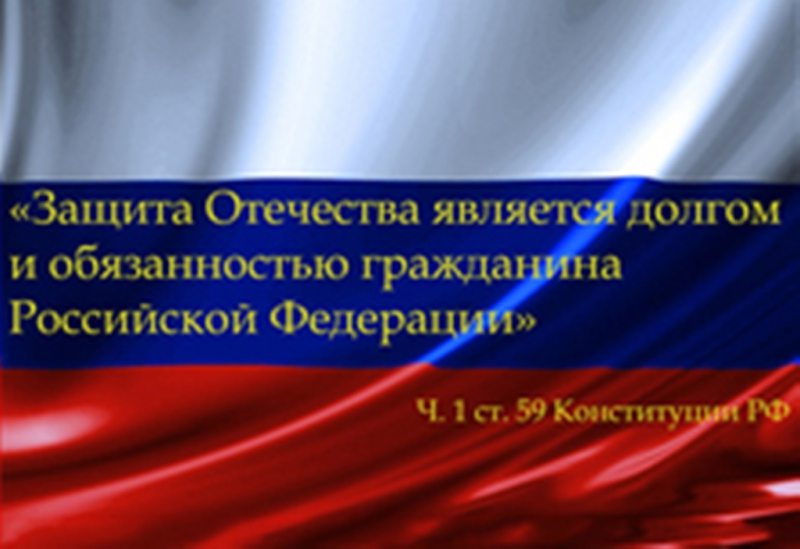 «Защита Отечества является долгом
и обязанностью гражданина
Российской Федерации»
Ч. 1 ст. 59 Конституции РФ